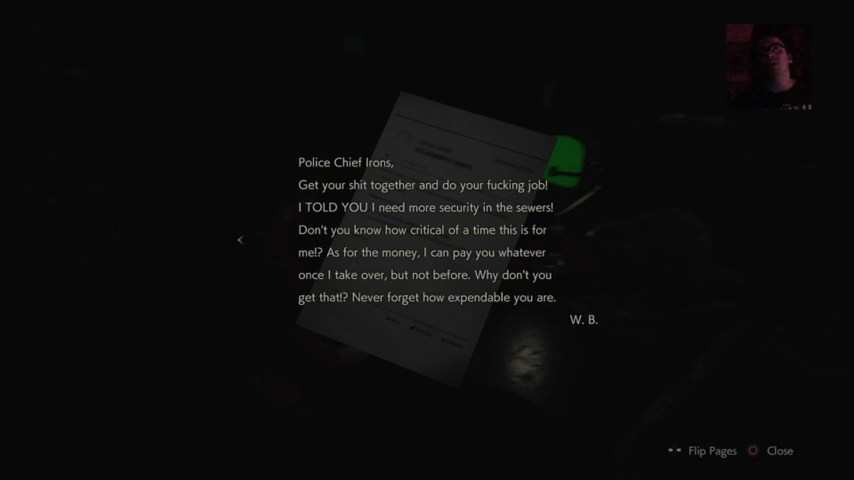 Police Chief Irons,
Get your shit together and do your fucking job!
I TOLD YOU I need more security in the sewers!
Don't you know how critical of a time this is for
me!? As for the money, I can pay you whatever
once I take over, but not before. Why don't you
get that!? Never forget how expendable you are.
W. B.
Flip Pages Close